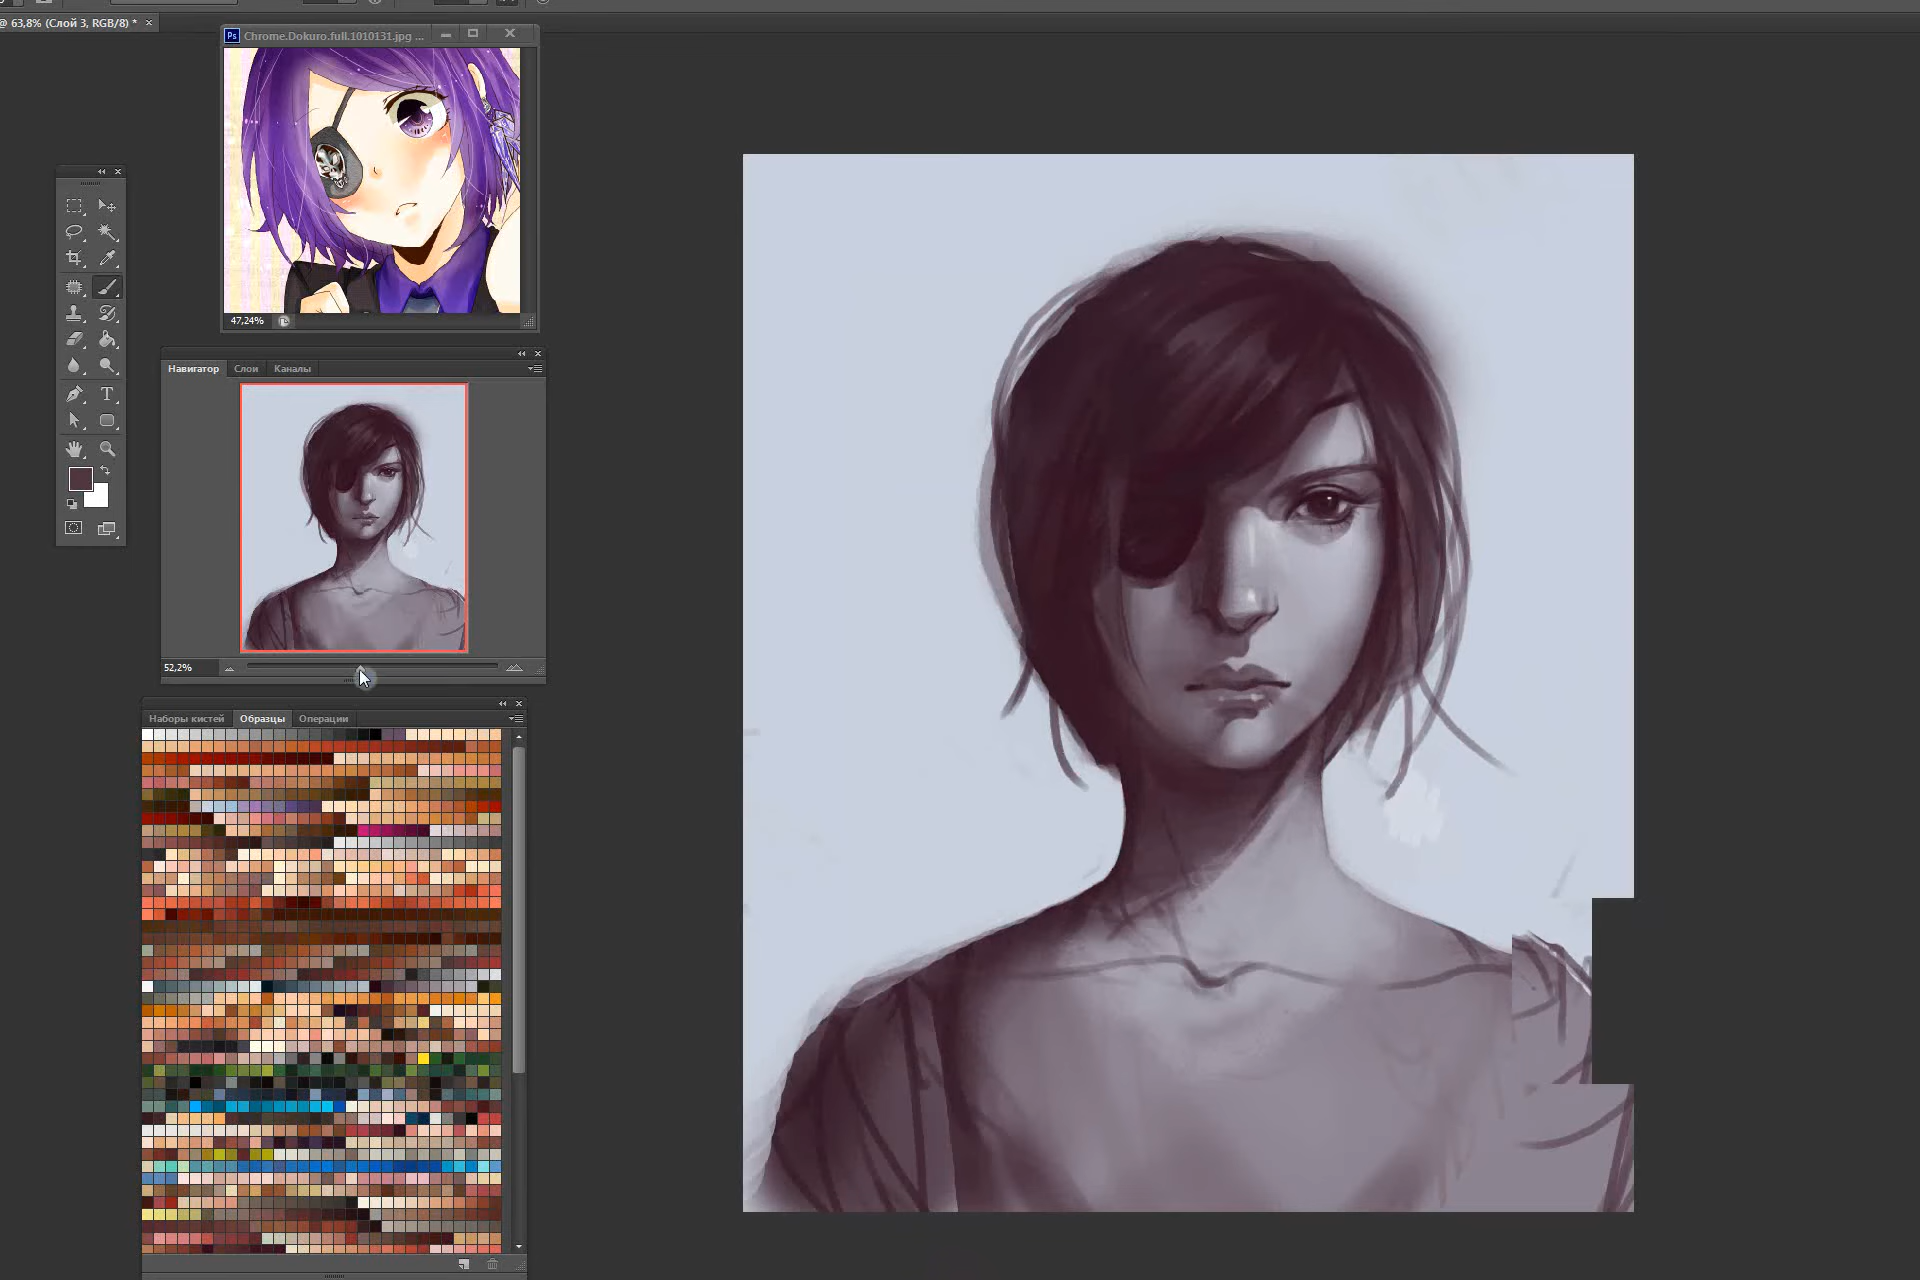 @ 63,8% (Слой 3, RGB/8) *
Ps Chrome.Dokuro.full.1010131.jpg ...
47,24%
Навигатор Слои Каналы
52,2%
Наборы кистей Образцы Операции
T